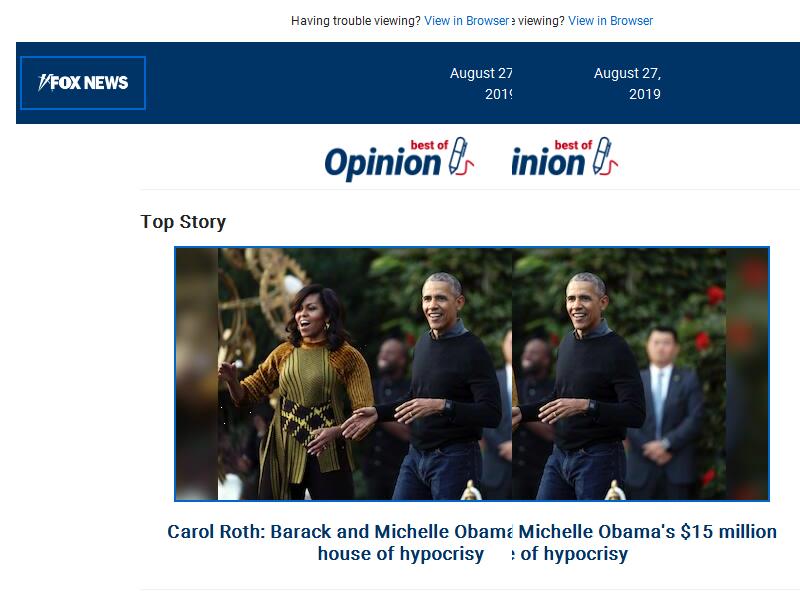 Having trouble viewing? View in Browser e viewing? View in Browser
FOX NEWS
August 27 August 27,
2019 2019
best of best of
Opinion inion
Top Story
Carol Roth: Barack and Michelle Obama Michelle Obama's $15 million
house of hypocrisy e of hypocrisy